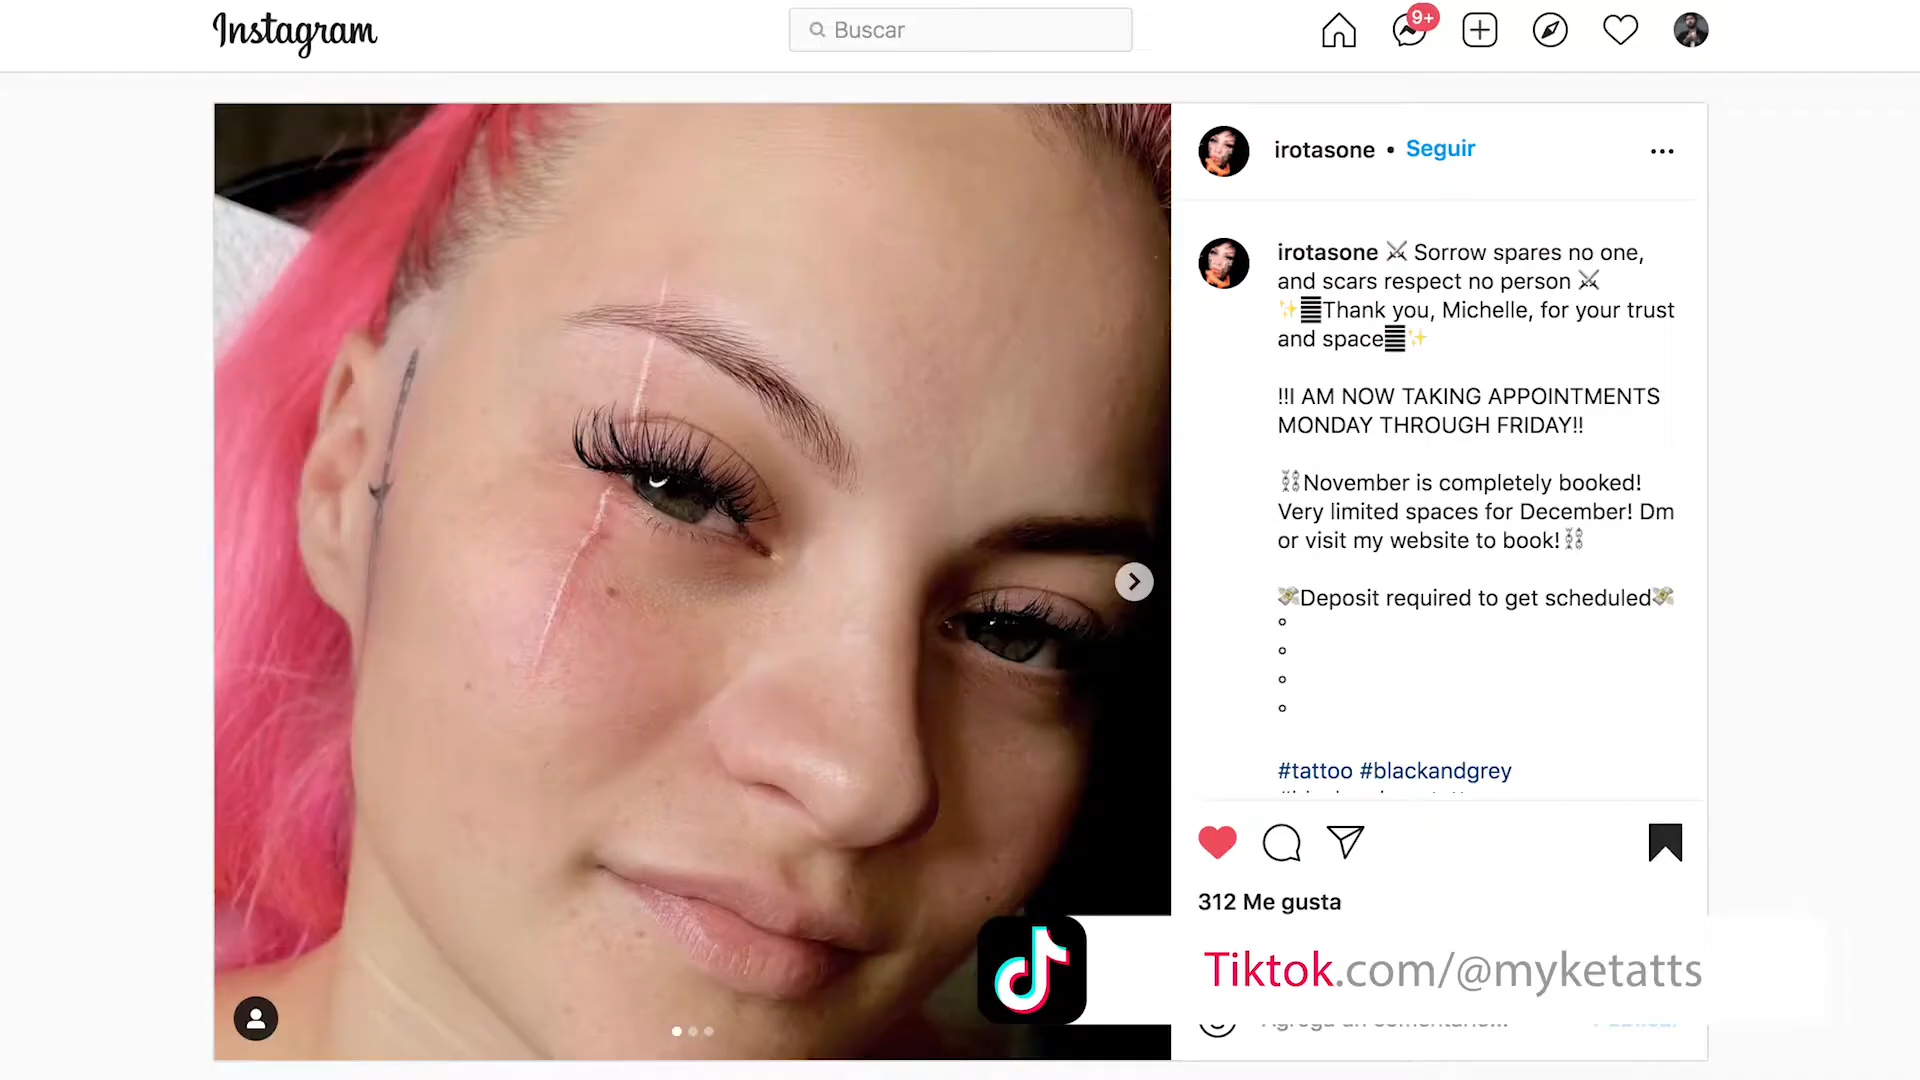 Instagram
Buscar
9+
irotasone • Seguir
irotasone ⚔ Sorrow spares no one,
and scars respect no person ⚔
✨Thank you, Michelle, for your trust
and space✨
!!I AM NOW TAKING APPOINTMENTS
MONDAY THROUGH FRIDAY!!
⛓November is completely booked!
Very limited spaces for December! Dm
or visit my website to book!⛓
💸Deposit required to get scheduled💸
°
°
°
°
#tattoo #blackandgrey
312 Me gusta
Tiktok.com/@myketatts